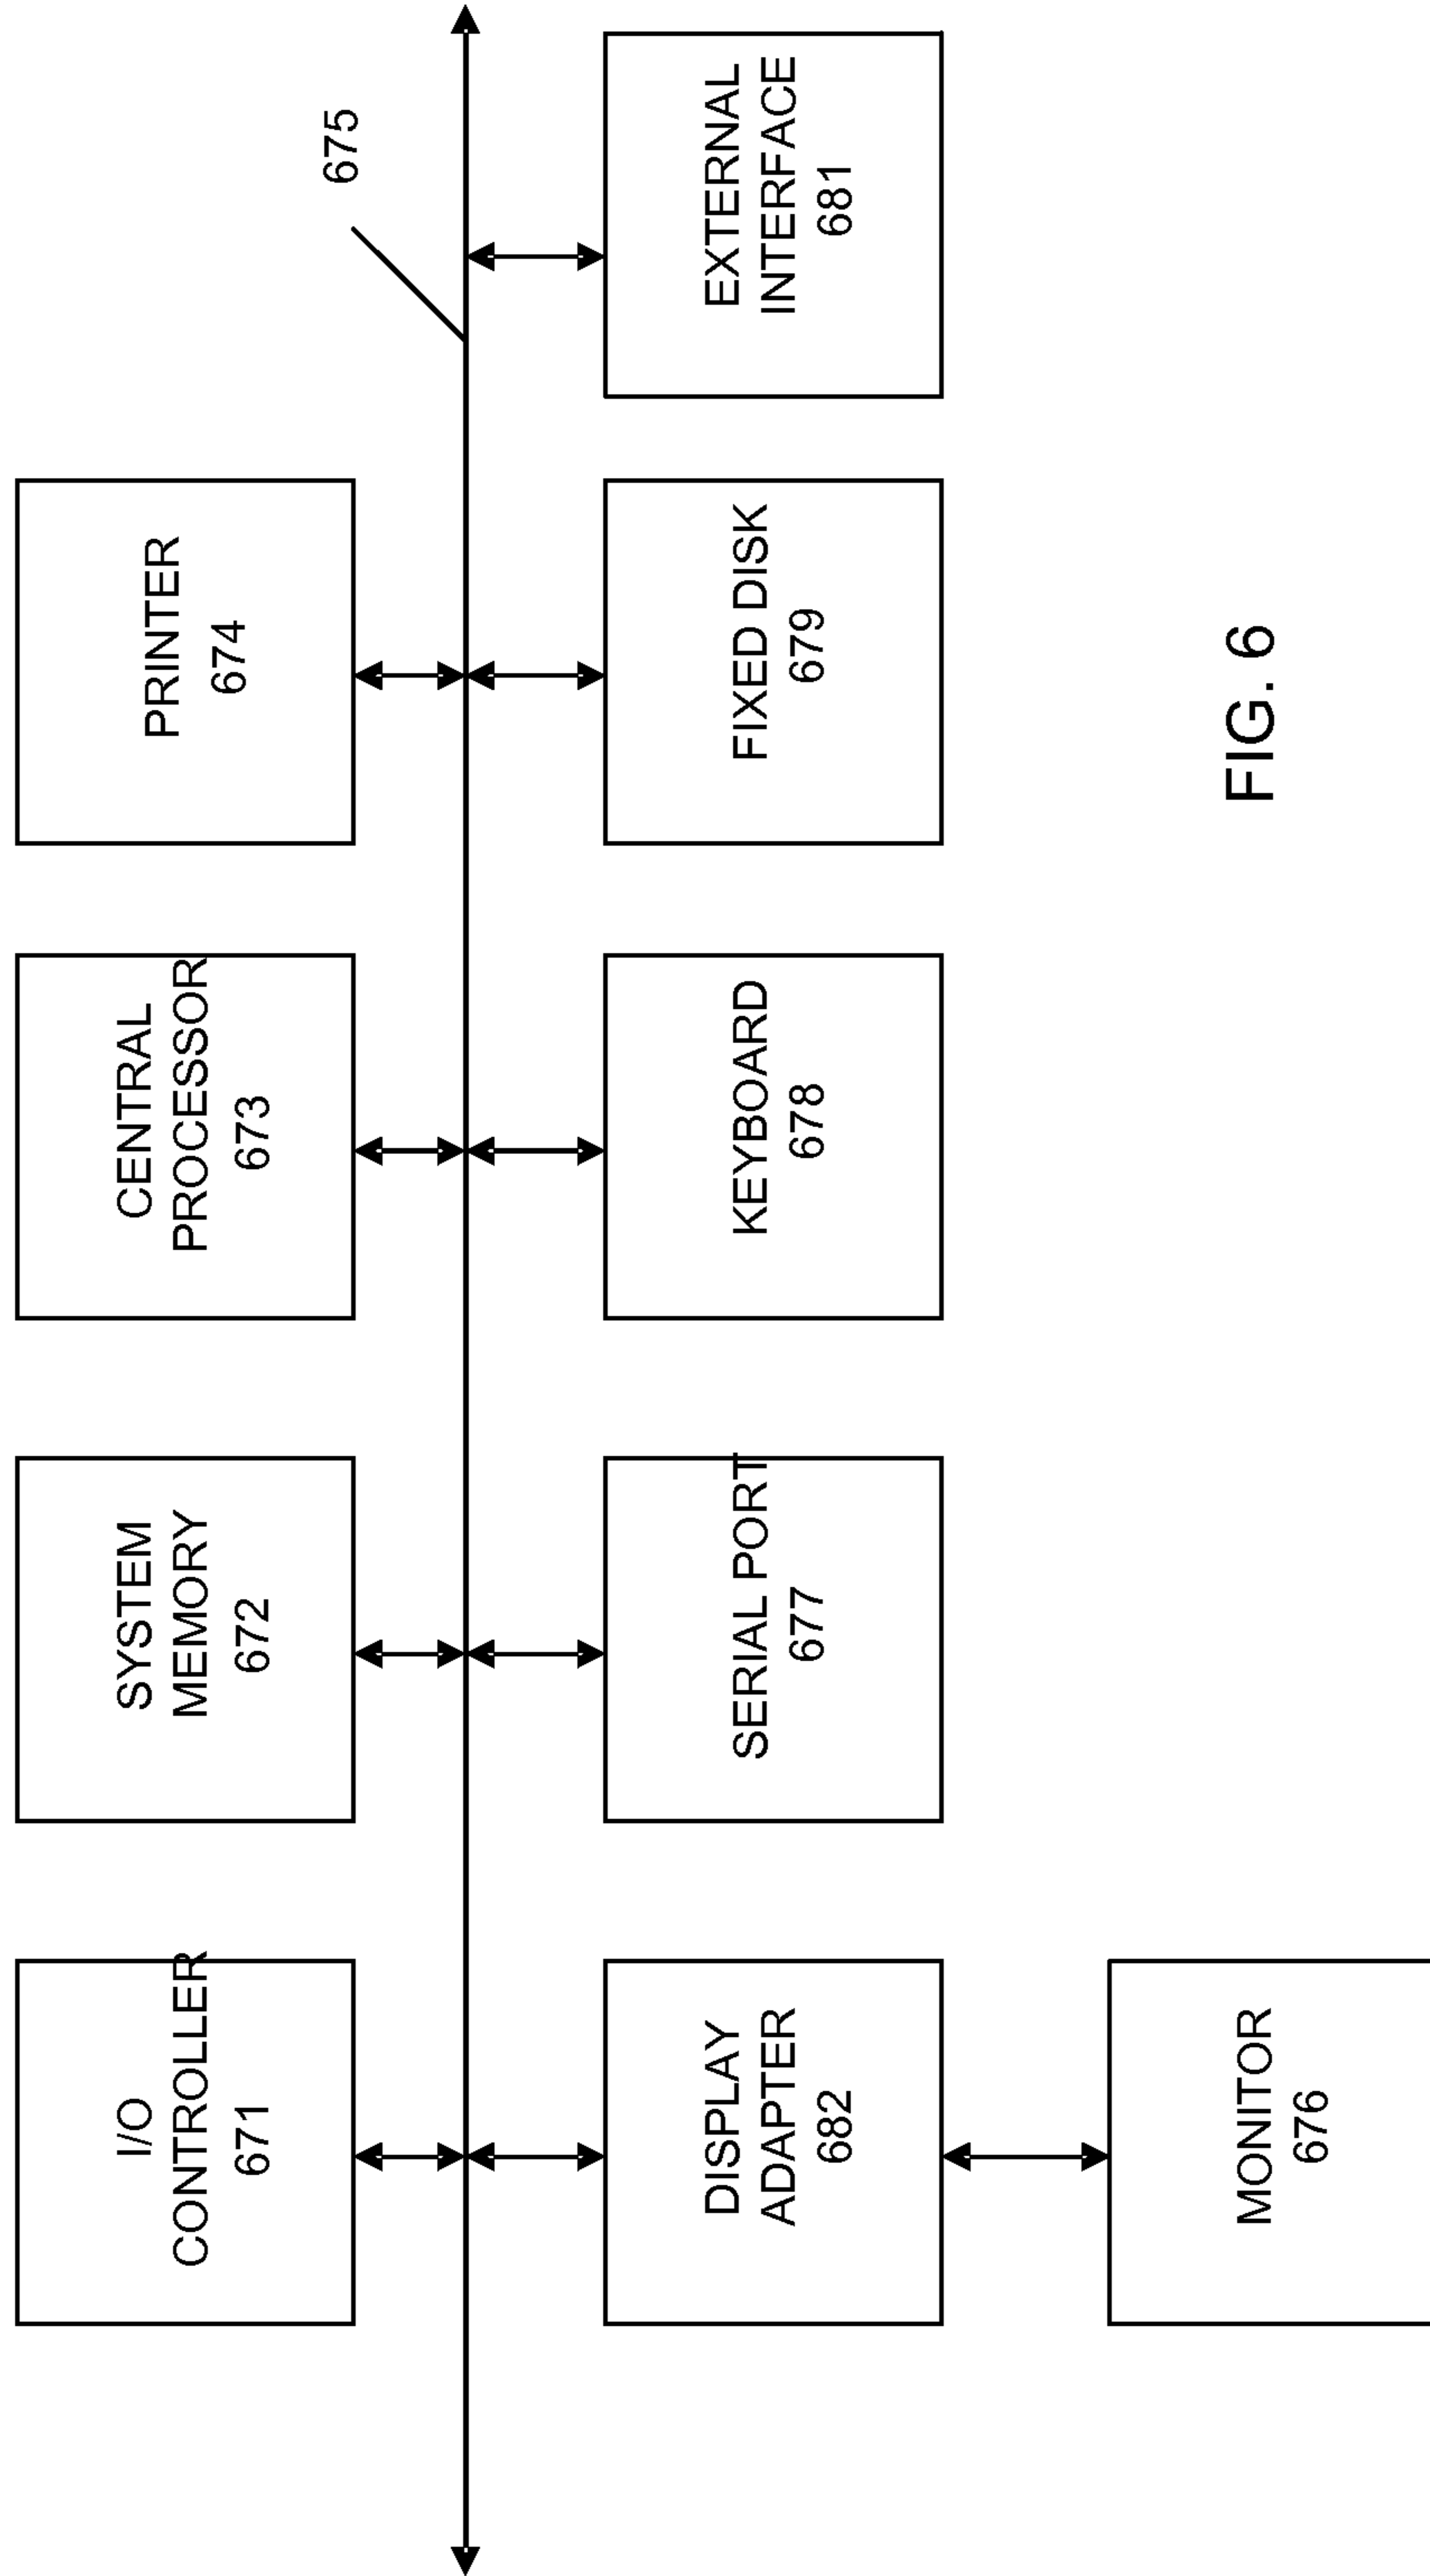 I/O
CONTROLLER
671
SYSTEM
MEMORY
672
CENTRAL
PROCESSOR
673
PRINTER
674
675
DISPLAY
ADAPTER
682
SERIAL PORT
677
KEYBOARD
678
FIXED DISK
679
EXTERNAL
INTERFACE
681
MONITOR
676
FIG. 6